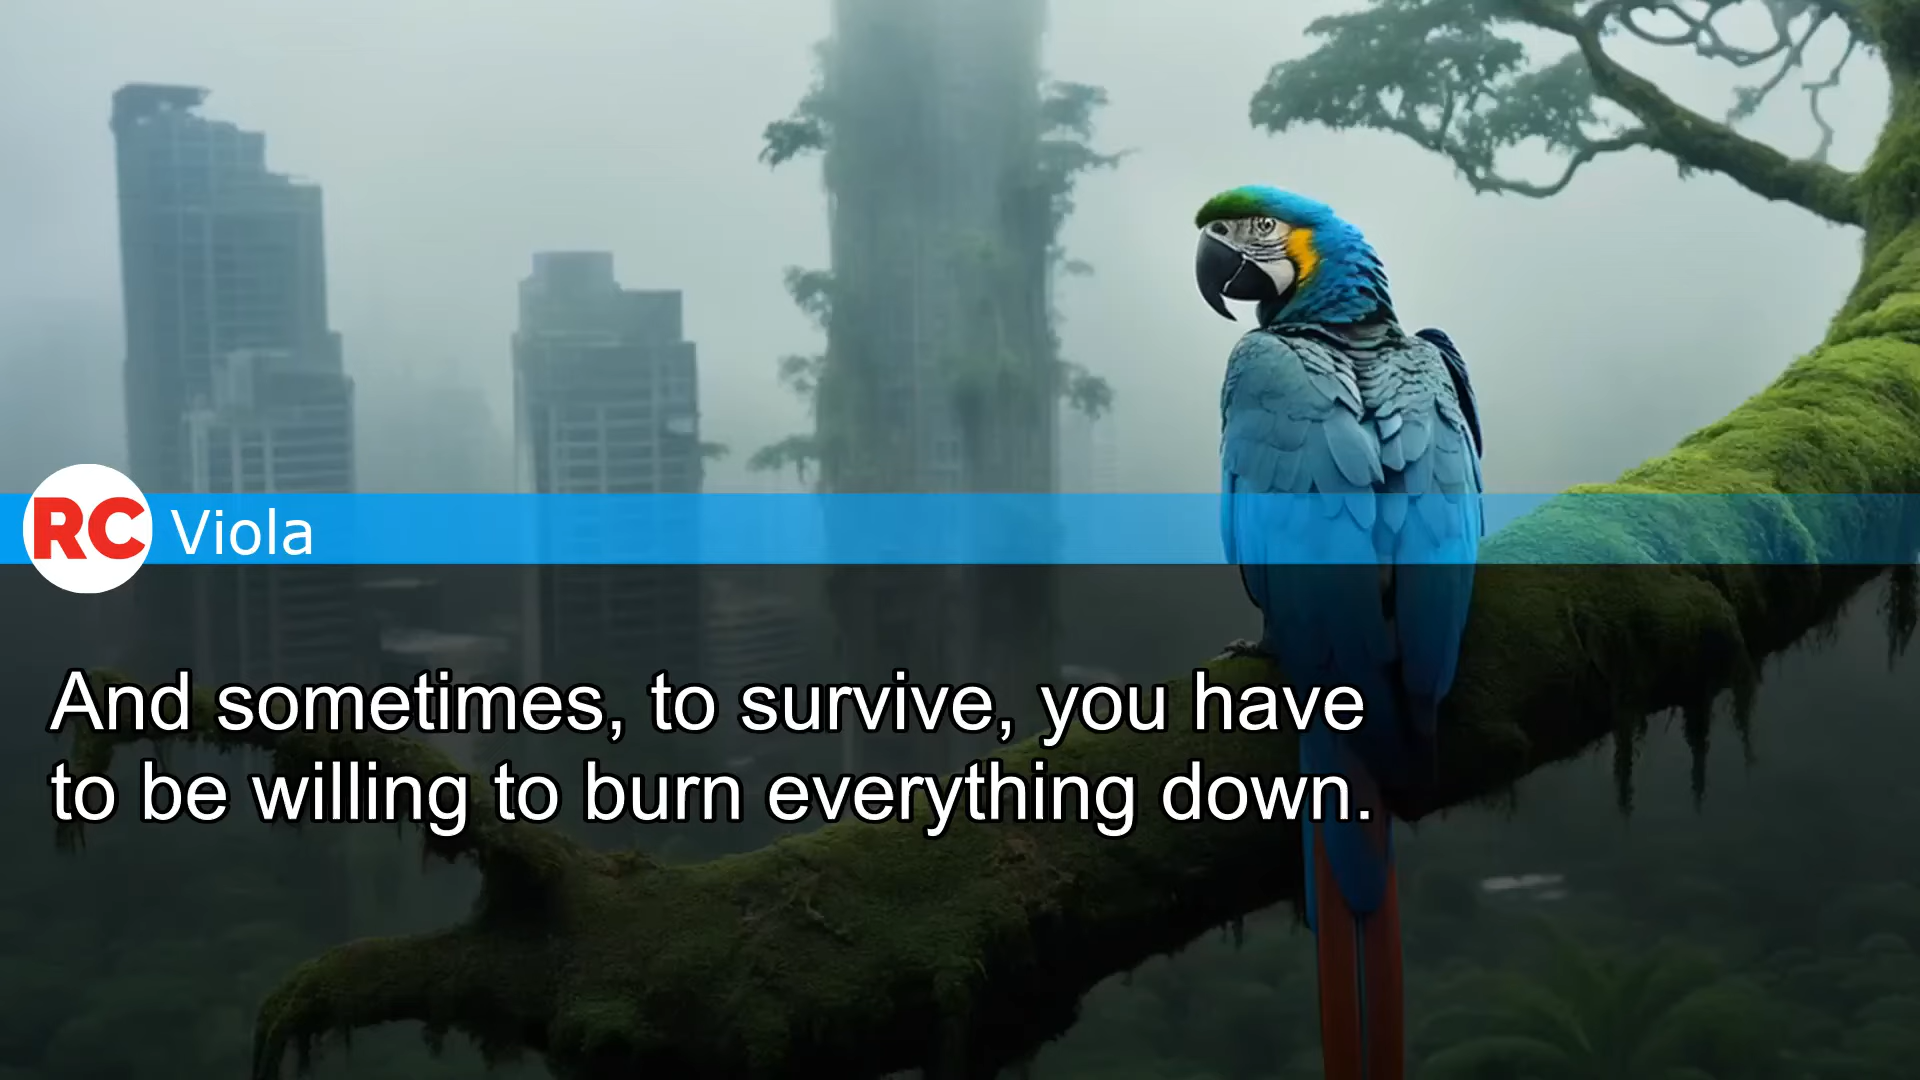 RC Viola
And sometimes, to survive, you have
to be willing to burn everything down.